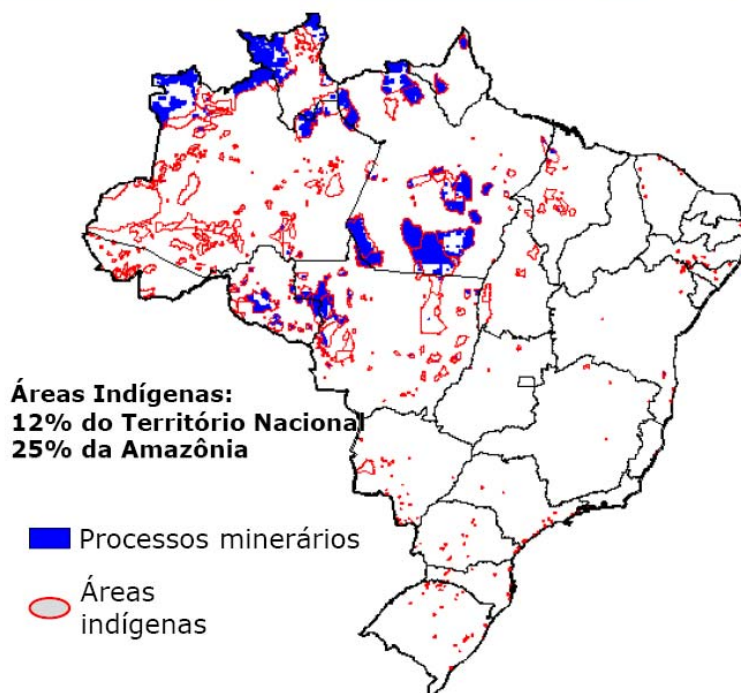 Áreas Indígenas:
12% do Território Nacional
25% da Amazônia
Processos minerários
Áreas
indígenas